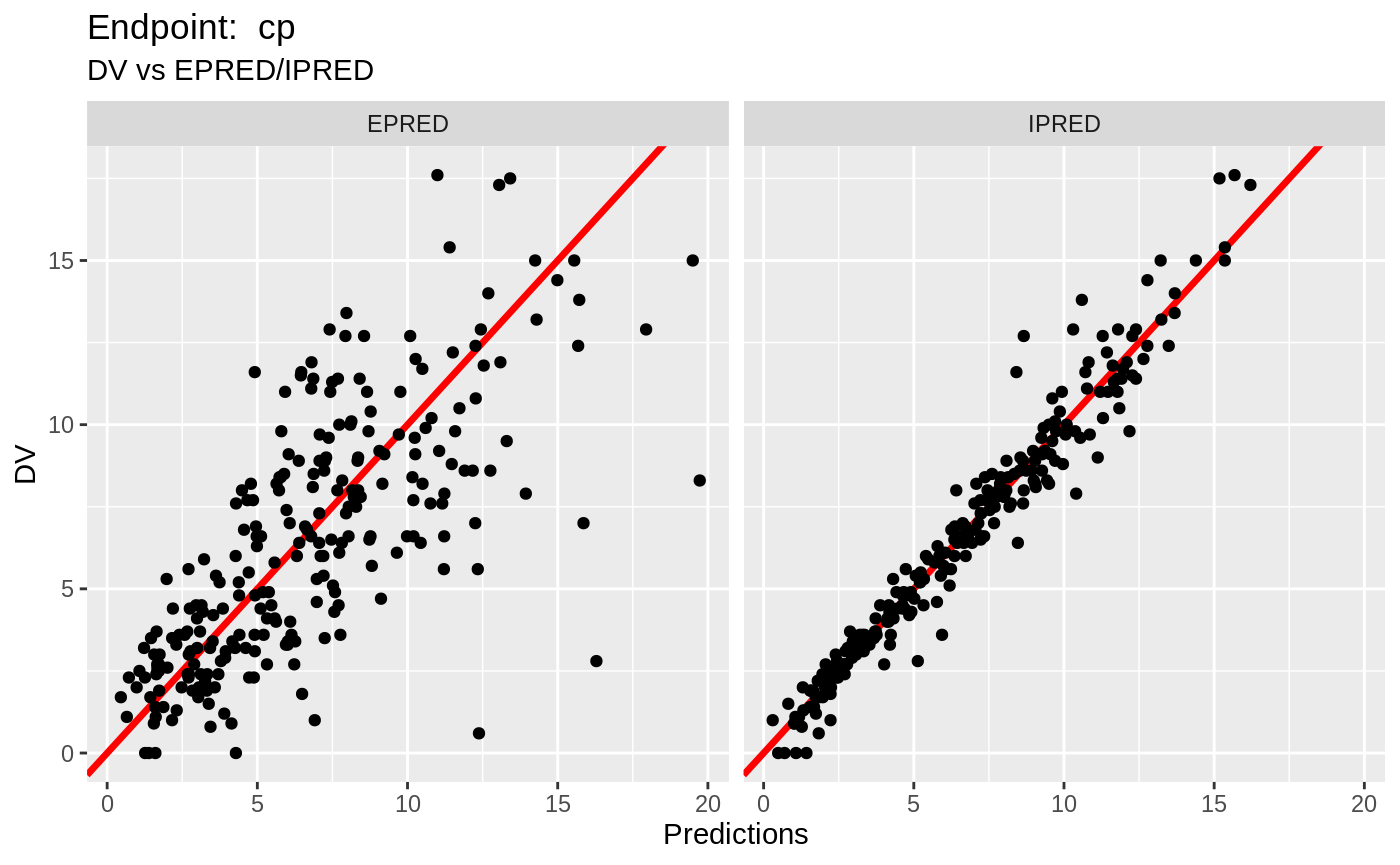 Endpoint:  cp
DV vs EPRED/IPRED
EPRED IPRED
DV
15
10
5
0
0 5 10 15 20 0 5 10 15 20
Predictions